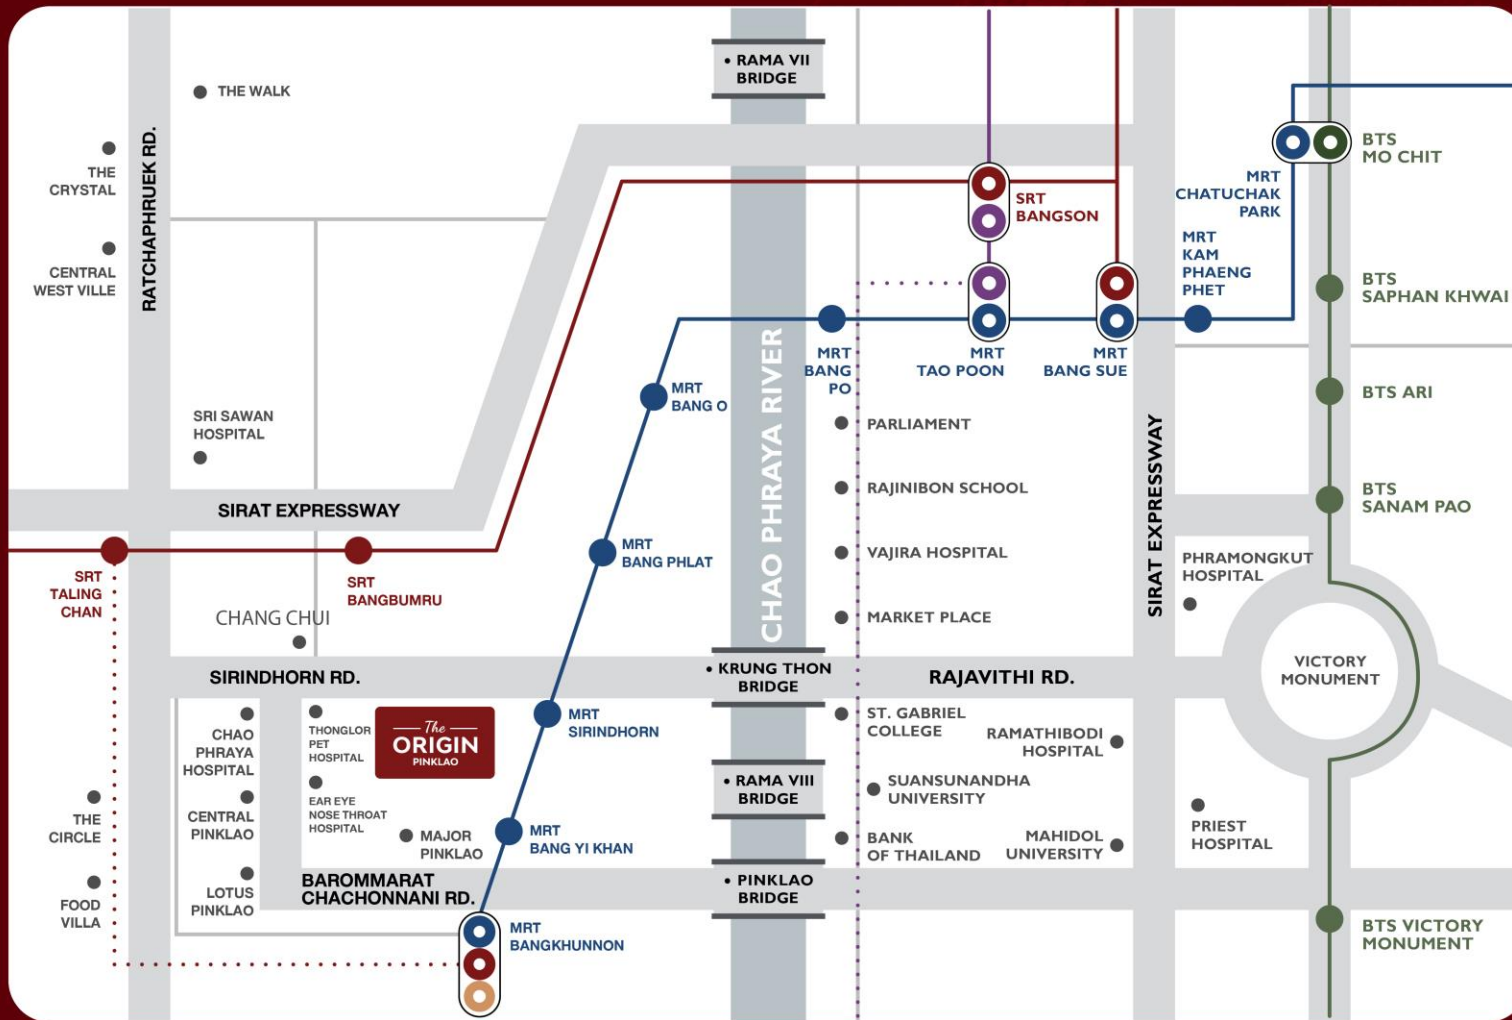 • RAMA VII
BRIDGE
THE WALK
RATCHAPHRUEK RD.
THE
CRYSTAL
BTS
MO CHIT
MRT
CHATUCHAK
PARK
SRT
BANGSON
MRT
KAM
PHAENG
PHET
CENTRAL
WEST VILLE
BTS
SAPHAN KHWAI
CHAO PHRAYA RIVER
MRT
BANG
PO
MRT
TAO POON
MRT
BANG SUE
MRT
BANG O
BTS ARI
SRI SAWAN
HOSPITAL
PARLIAMENT
SIRAT EXPRESSWAY
RAJINIBON SCHOOL
BTS
SANAM PAO
SIRAT EXPRESSWAY
MRT
BANG PHLAT
VAJIRA HOSPITAL
PHRAMONGKUT
HOSPITAL
SRT
TALING
CHAN
SRT
BANGBUMRU
CHANG CHUI
MARKET PLACE
SIRINDHORN RD.
• KRUNG THON
BRIDGE
RAJAVITHI RD.
VICTORY
MONUMENT
CHAO
PHRAYA
HOSPITAL
THONGLOR
PET
HOSPITAL
The
ORIGIN
PINKLAO
MRT
SIRINDHORN
ST. GABRIEL
COLLEGE
RAMATHIBODI
HOSPITAL
• RAMA VIII
BRIDGE
SUANSUNANDHA
UNIVERSITY
THE
CIRCLE
CENTRAL
PINKLAO
EAR EYE
NOSE THROAT
HOSPITAL
MAJOR
PINKLAO
MRT
BANG YI KHAN
BANK
OF THAILAND
MAHIDOL
UNIVERSITY
PRIEST
HOSPITAL
FOOD
VILLA
LOTUS
PINKLAO
BAROMMARAT
CHACHONNANI RD.
• PINKLAO
BRIDGE
MRT
BANGKHUNNON
BTS VICTORY
MONUMENT